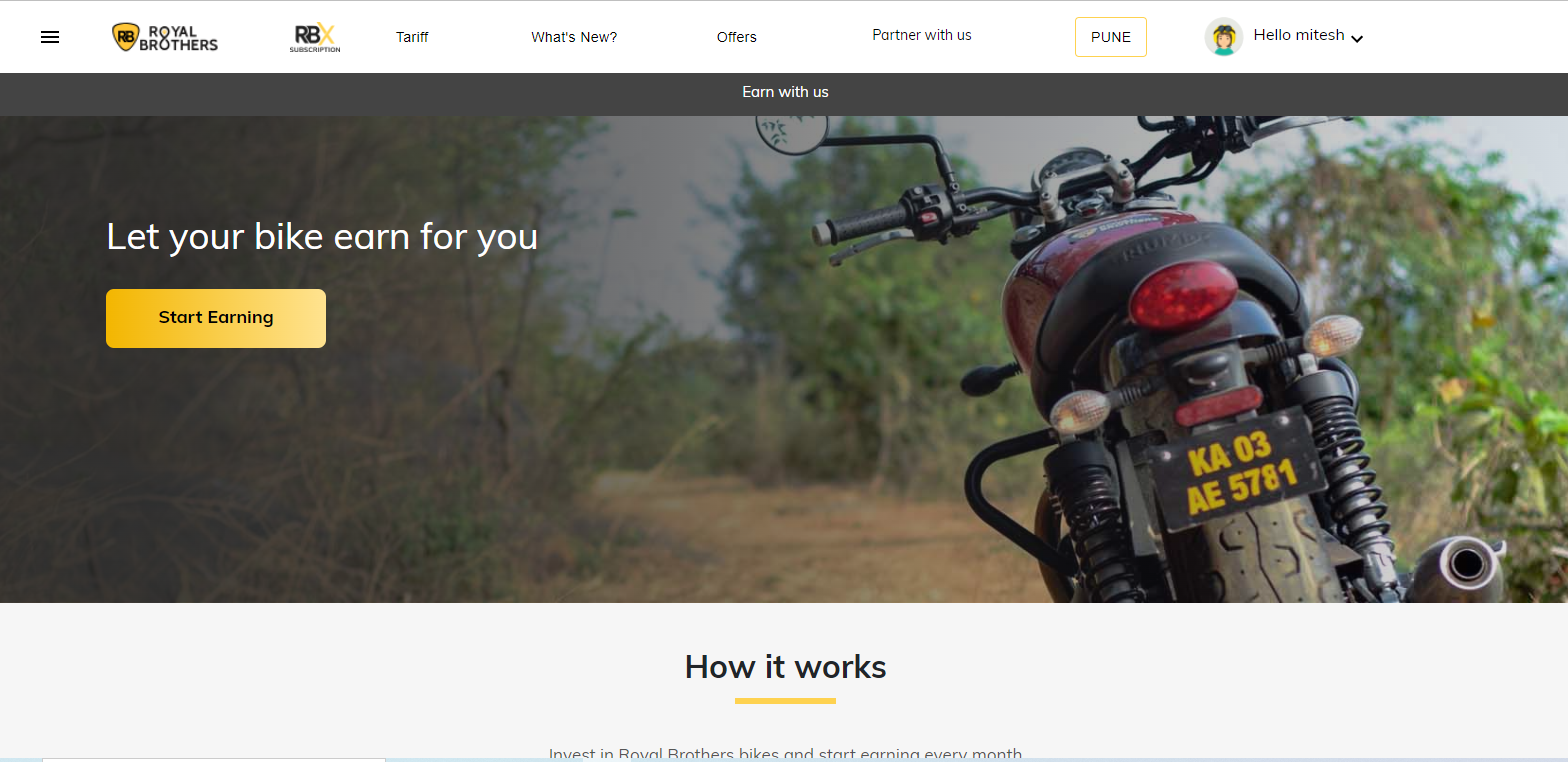 RB ROYAL BROTHERS
RBX
SUBSCRIPTION
Tariff
What's New?
Offers
Partner with us
PUNE
Hello mitesh
Earn with us
Let your bike earn for you
Start Earning
BROTHERS
TRIUMPH
KA 03
AE 5781
How it works
Invest in Royal Brothers bikes and start earning every month